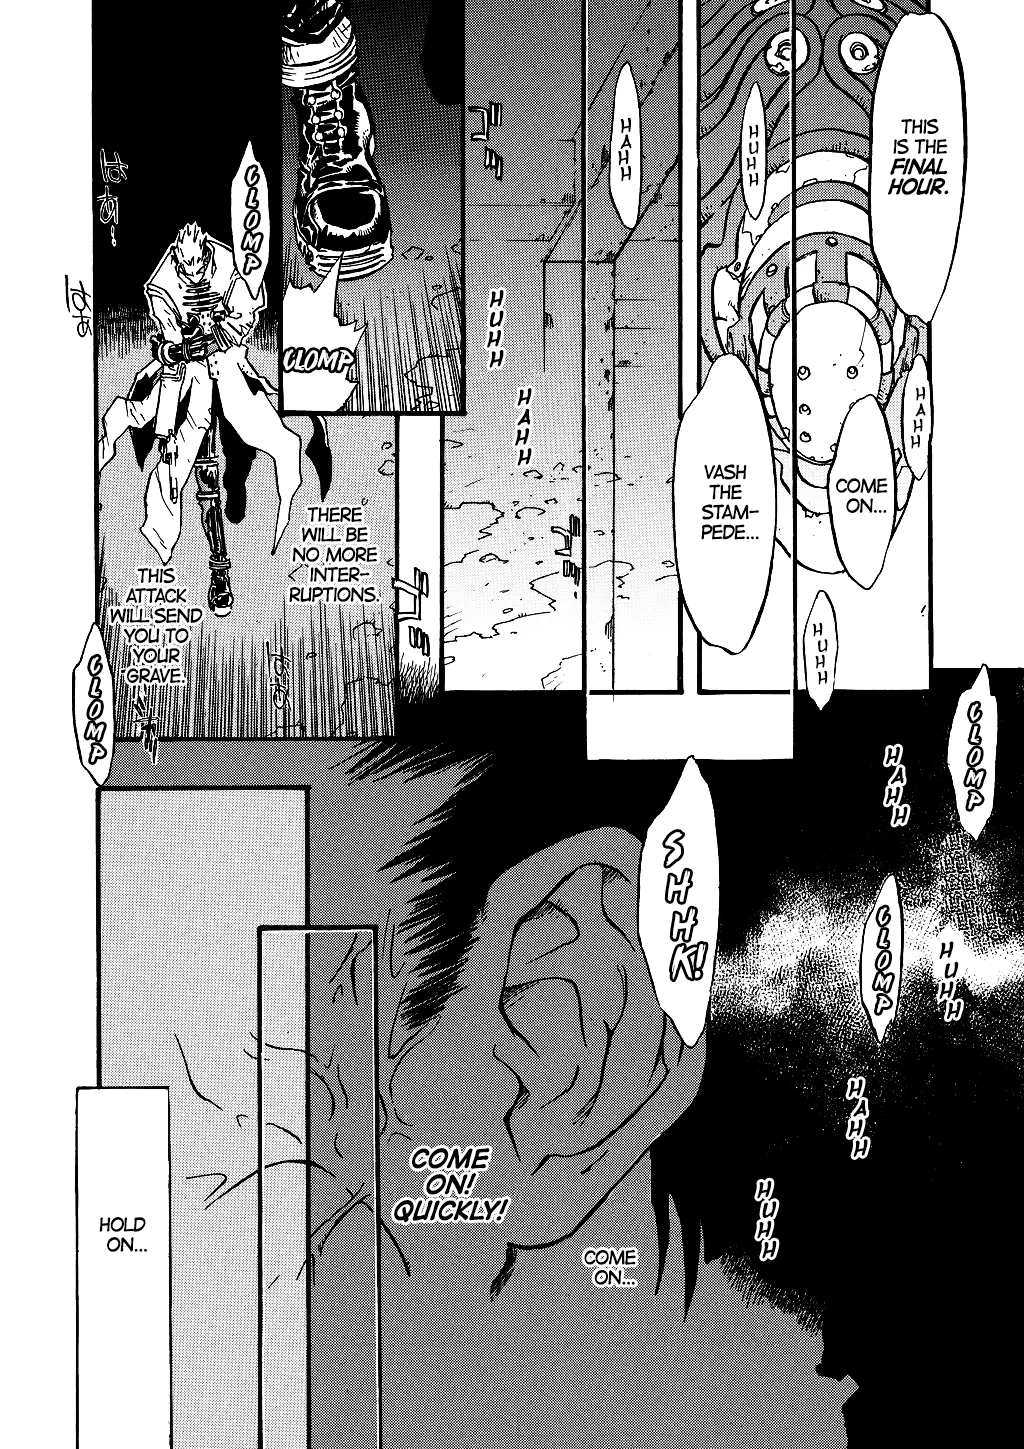 THIS
IS THE
FINAL
HOUR.
COME
ON...
HAHH
HUHH
VASH
THE
STAM-
PEDE...
HUHH
HAHH
HUHH
HAHH
CLOMP
CLOMP
THERE
WILL BE
NO MORE
INTER-
RUPTIONS.
THIS
ATTACK
WILL SEND
YOU TO
YOUR
GRAVE.
CLOMP
CLOMP
HAHH
HUHH
CLOMP
HAHH
HUHH
SHHK!
COME
ON...
COME
ON!
QUICKLY!
HOLD
ON...